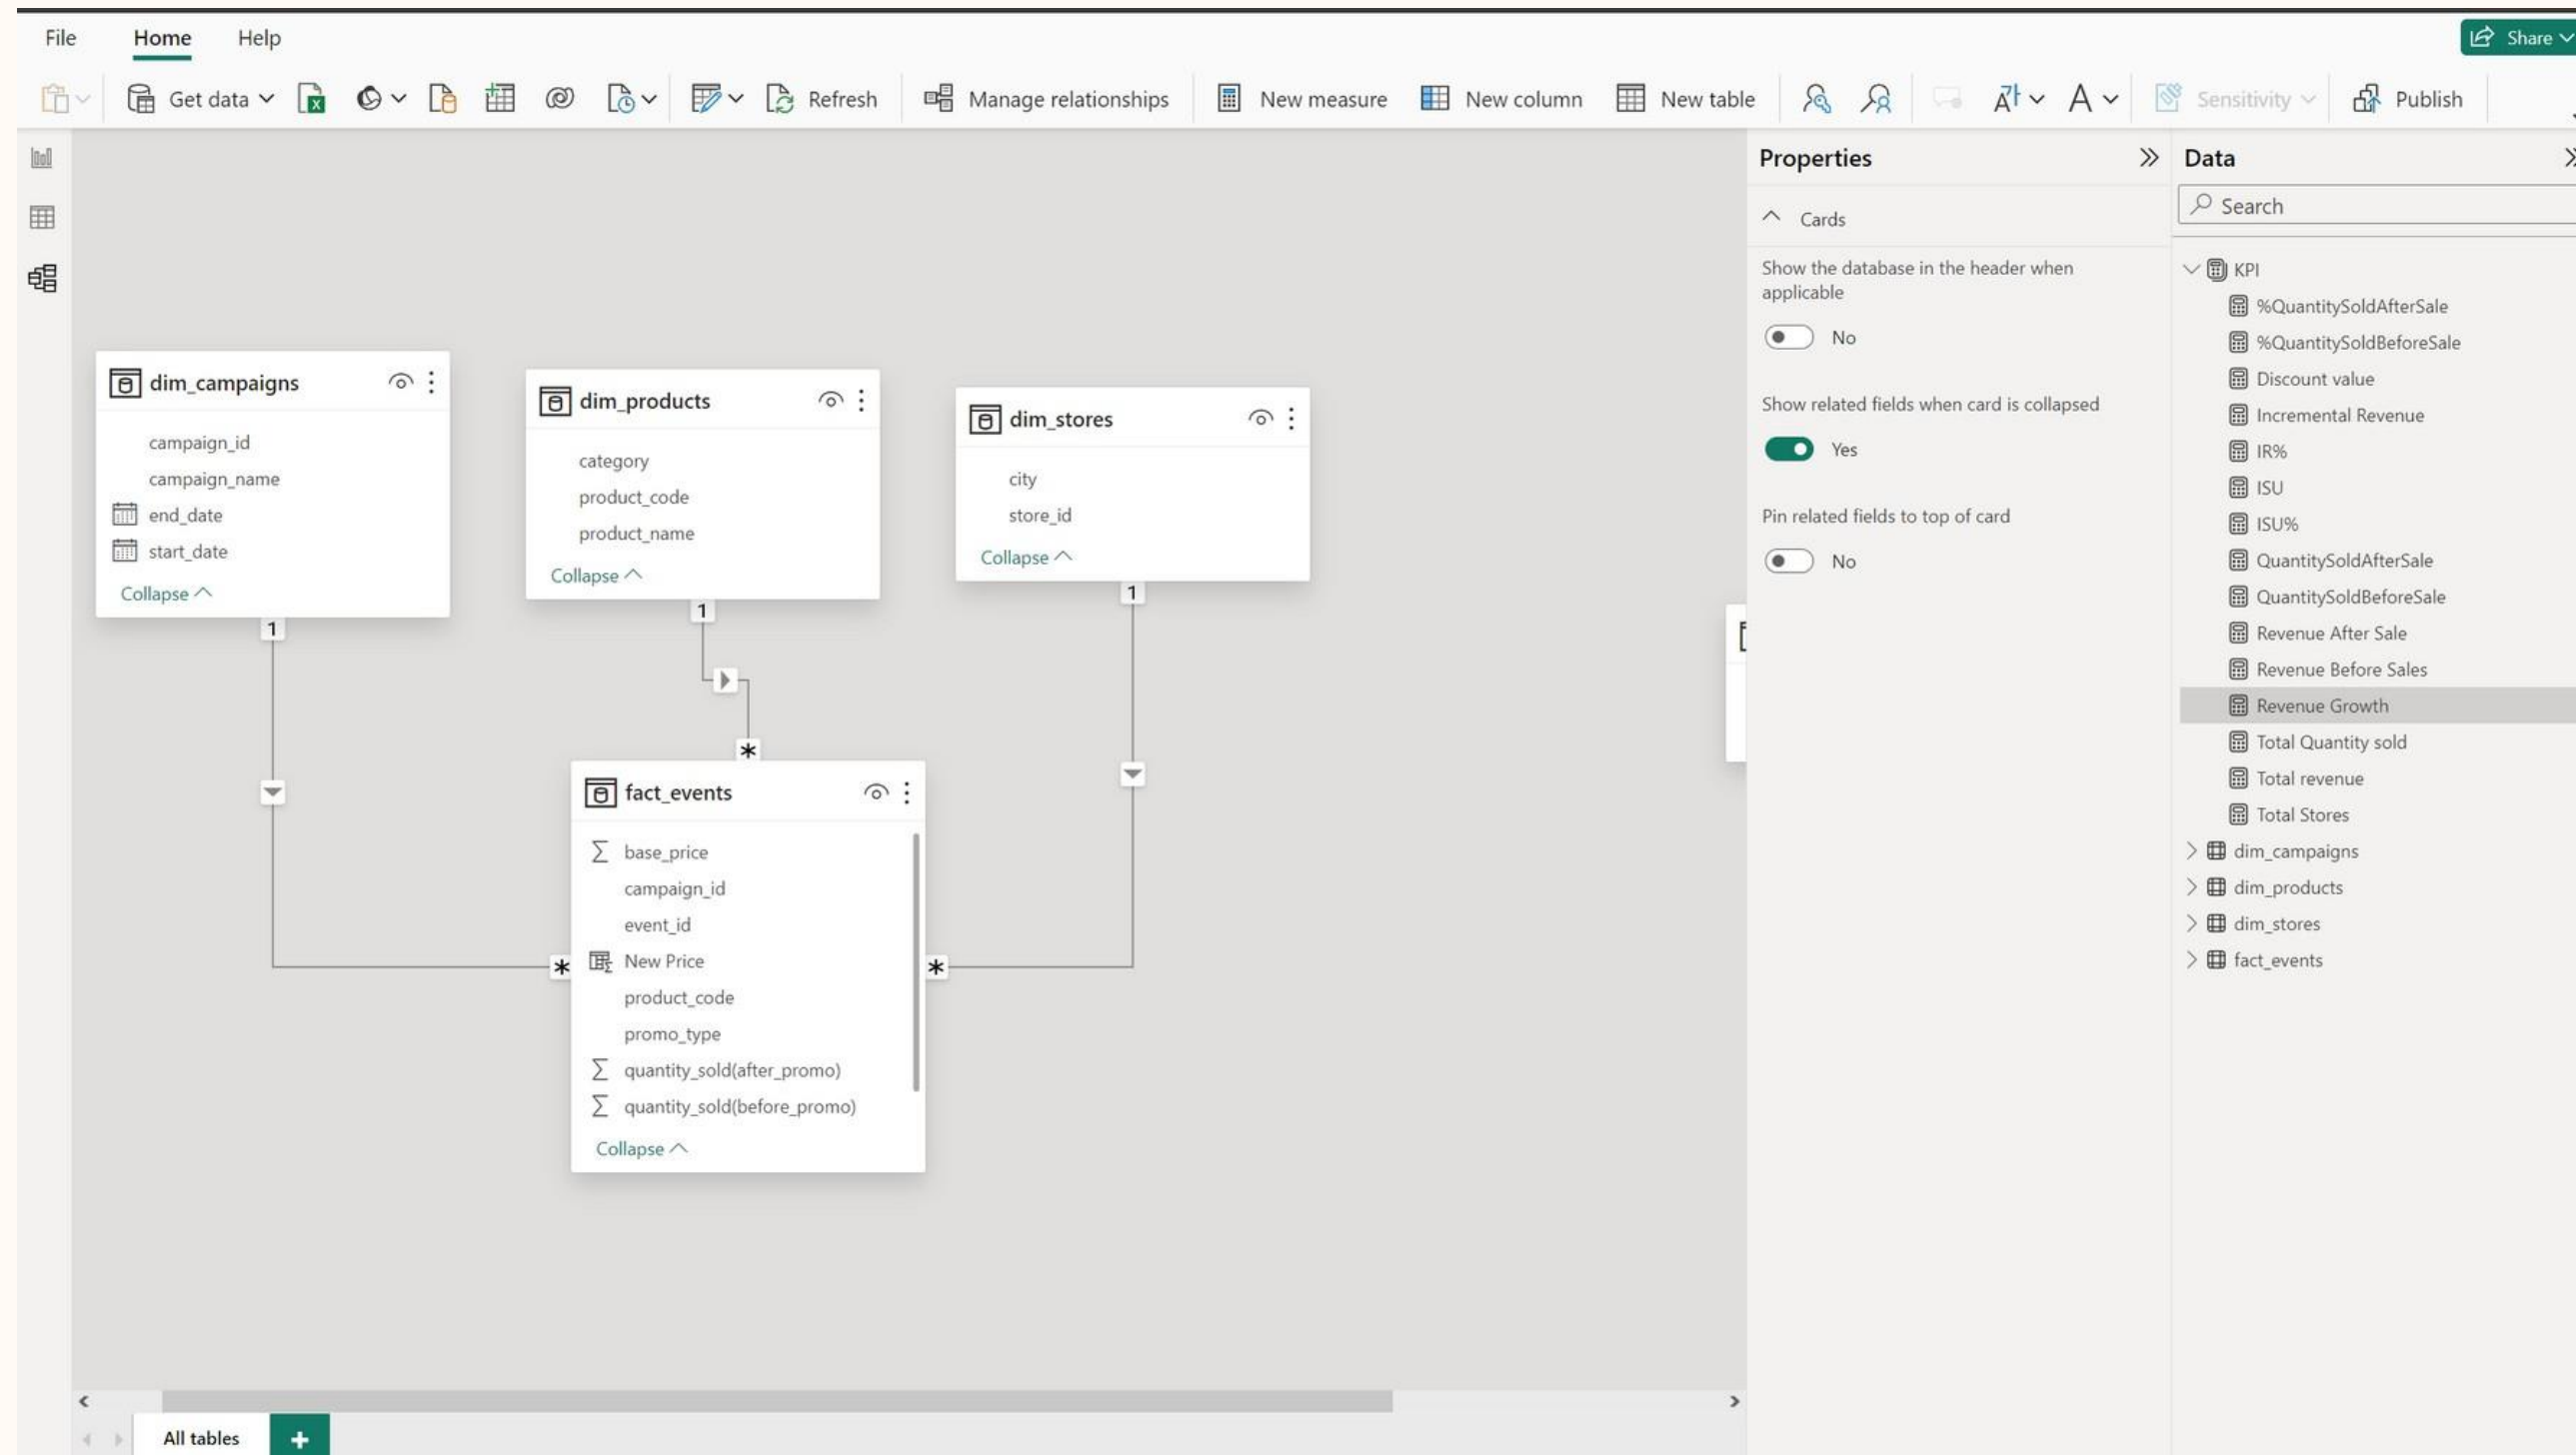 File Home Help
Share
Get data
Refresh
Manage relationships
New measure
New column
New table
Sensitivity
Publish
dim_campaigns
campaign_id
campaign_name
end_date
start_date
Collapse
1
dim_products
category
product_code
product_name
Collapse
1
dim_stores
city
store_id
Collapse
1
*
fact_events
base_price
campaign_id
event_id
New Price
product_code
promo_type
quantity_sold(after_promo)
quantity_sold(before_promo)
Collapse
*
*
All tables
+
Properties
Cards
Show the database in the header when
applicable
No
Show related fields when card is collapsed
Yes
Pin related fields to top of card
No
Data
Search
KPI
%QuantitySoldAfterSale
%QuantitySoldBeforeSale
Discount value
Incremental Revenue
IR%
ISU
ISU%
QuantitySoldAfterSale
QuantitySoldBeforeSale
Revenue After Sale
Revenue Before Sales
Revenue Growth
Total Quantity sold
Total revenue
Total Stores
dim_campaigns
dim_products
dim_stores
fact_events